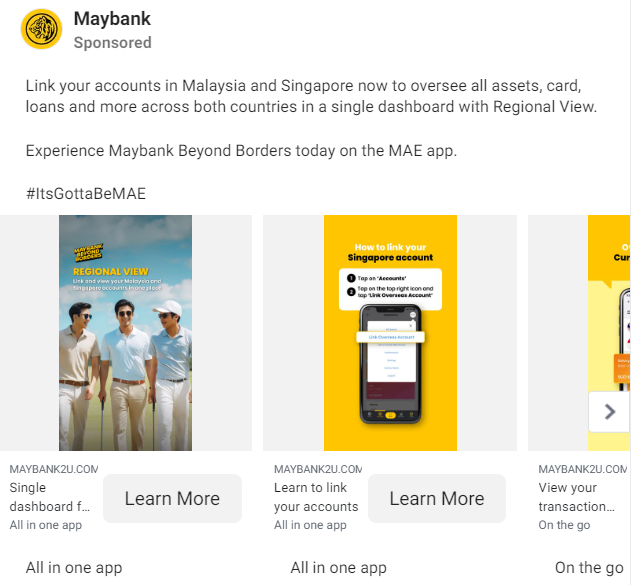 Maybank
Sponsored
Link your accounts in Malaysia and Singapore now to oversee all assets, card,
loans and more across both countries in a single dashboard with Regional View.
Experience Maybank Beyond Borders today on the MAE app.
#ItsGottaBeMAE
MAYBANK
BEYOND
BORDERS
REGIONAL VIEW
Link and view your Malaysia and
Singapore accounts in one place
How to link your
Singapore account
1 Tap on 'Accounts'
2 Tap on the top right icon and
tap 'Link Overseas Account'
Link Overseas Account
Cur
MAYBANK2U.COM
Single
dashboard f...
All in one app
Learn More
MAYBANK2U.COM
Learn to link
your accounts
All in one app
Learn More
MAYBANK2U.COM
View your
transaction...
On the go
All in one app
All in one app
On the go